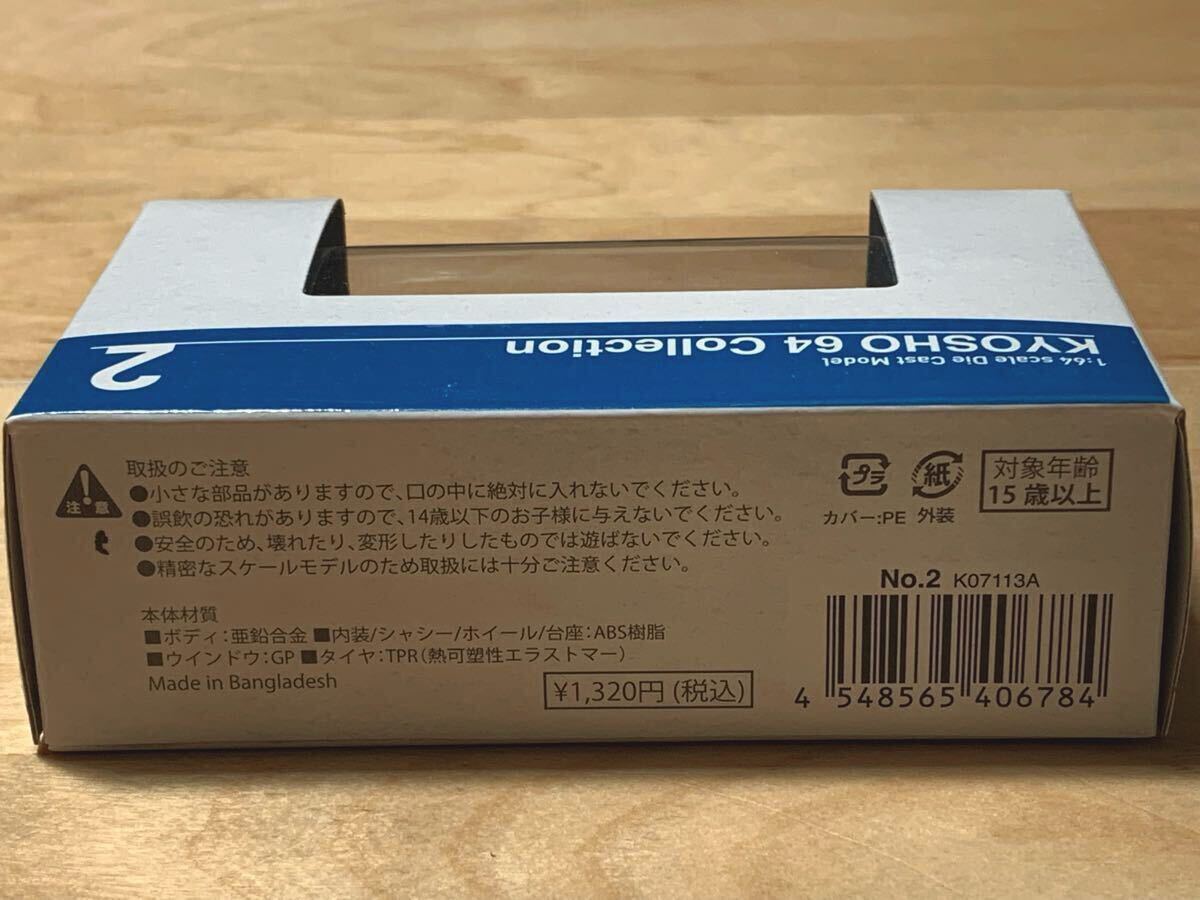 2
1:64 scale Die Cast Model
KYOSHO 64 Collection
注意
取扱のご注意
●小さな部品がありますので、口の中に絶対に入れないでください。
●誤飲の恐れがありますので、14歳以下のお子様に与えないでください。
●安全のため、壊れたり、変形したりしたものでは遊ばないでください。
●精密なスケールモデルのため取扱には十分ご注意ください。
本体材質
■ボディ:亜鉛合金 ■内装/シャシー/ホイール/台座:ABS樹脂
■ウインドウ:GP ■タイヤ:TPR(熱可塑性エラストマー)
Made in Bangladesh
¥1,320円(税込)
プラ
カバー:PE
紙
外装
対象年齢
15歳以上
No.2 K07113A
4 548565 406784